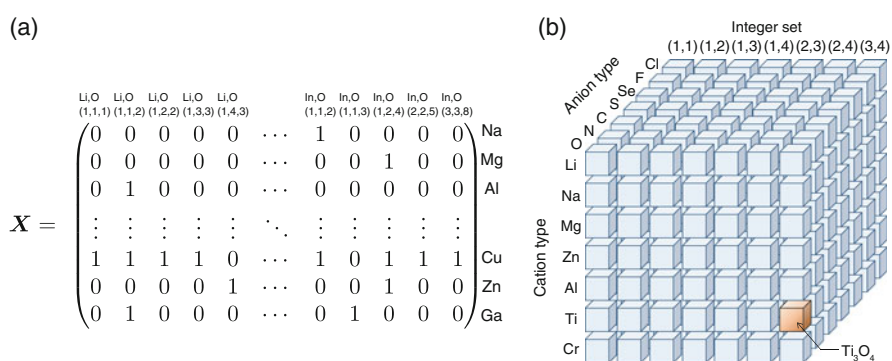 (a)
Li,O Li,O Li,O Li,O Li,O In,O In,O In,O In,O In,O
(1,1,1) (1,1,2) (1,2,2) (1,3,3) (1,4,3) (1,1,2) (1,1,3) (1,2,4) (2,2,5) (3,3,8)
0 0 0 0 0 ⋯ 1 0 0 0 0 Na
0 0 0 0 0 ⋯ 0 0 1 0 0 Mg
0 1 0 0 0 ⋯ 0 0 0 0 0 Al
X = ⋮ ⋮ ⋮ ⋮ ⋮ ⋱ ⋮ ⋮ ⋮ ⋮ ⋮
1 1 1 1 0 ⋯ 1 0 1 1 1 Cu
0 0 0 0 1 ⋯ 0 0 1 0 0 Zn
0 1 0 0 0 ⋯ 0 1 0 0 0 Ga
(b)
Integer set
(1,1) (1,2) (1,3) (1,4) (2,3) (2,4) (3,4)
Anion type
Cl
F
Se
S
C
N
O
Cation type
Li
Na
Mg
Zn
Al
Ti
Cr
Ti₃O₄